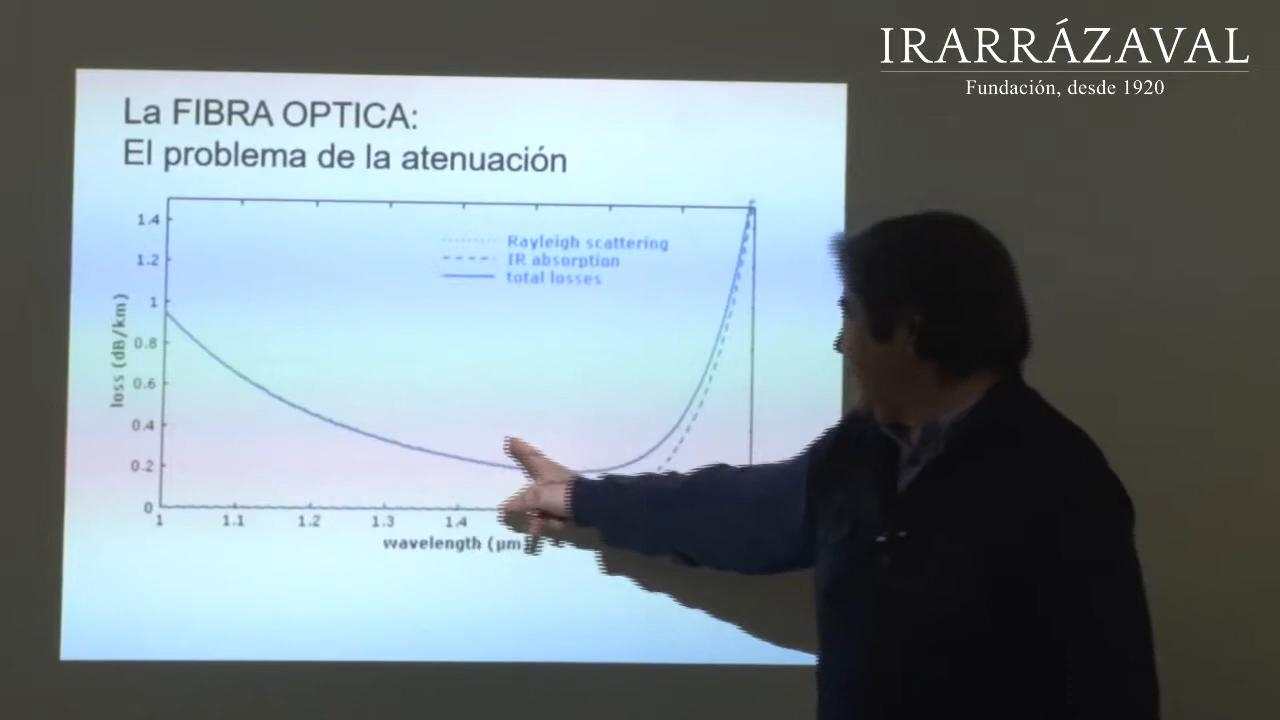 IRARRÁZAVAL
Fundación, desde 1920
La FIBRA OPTICA:
El problema de la atenuación
1.4
1.2
1
0.8
0.6
0.4
0.2
0
loss (dB/km)
Rayleigh scattering
IR absorption
total losses
1 1.1 1.2 1.3 1.4
wavelength (µm